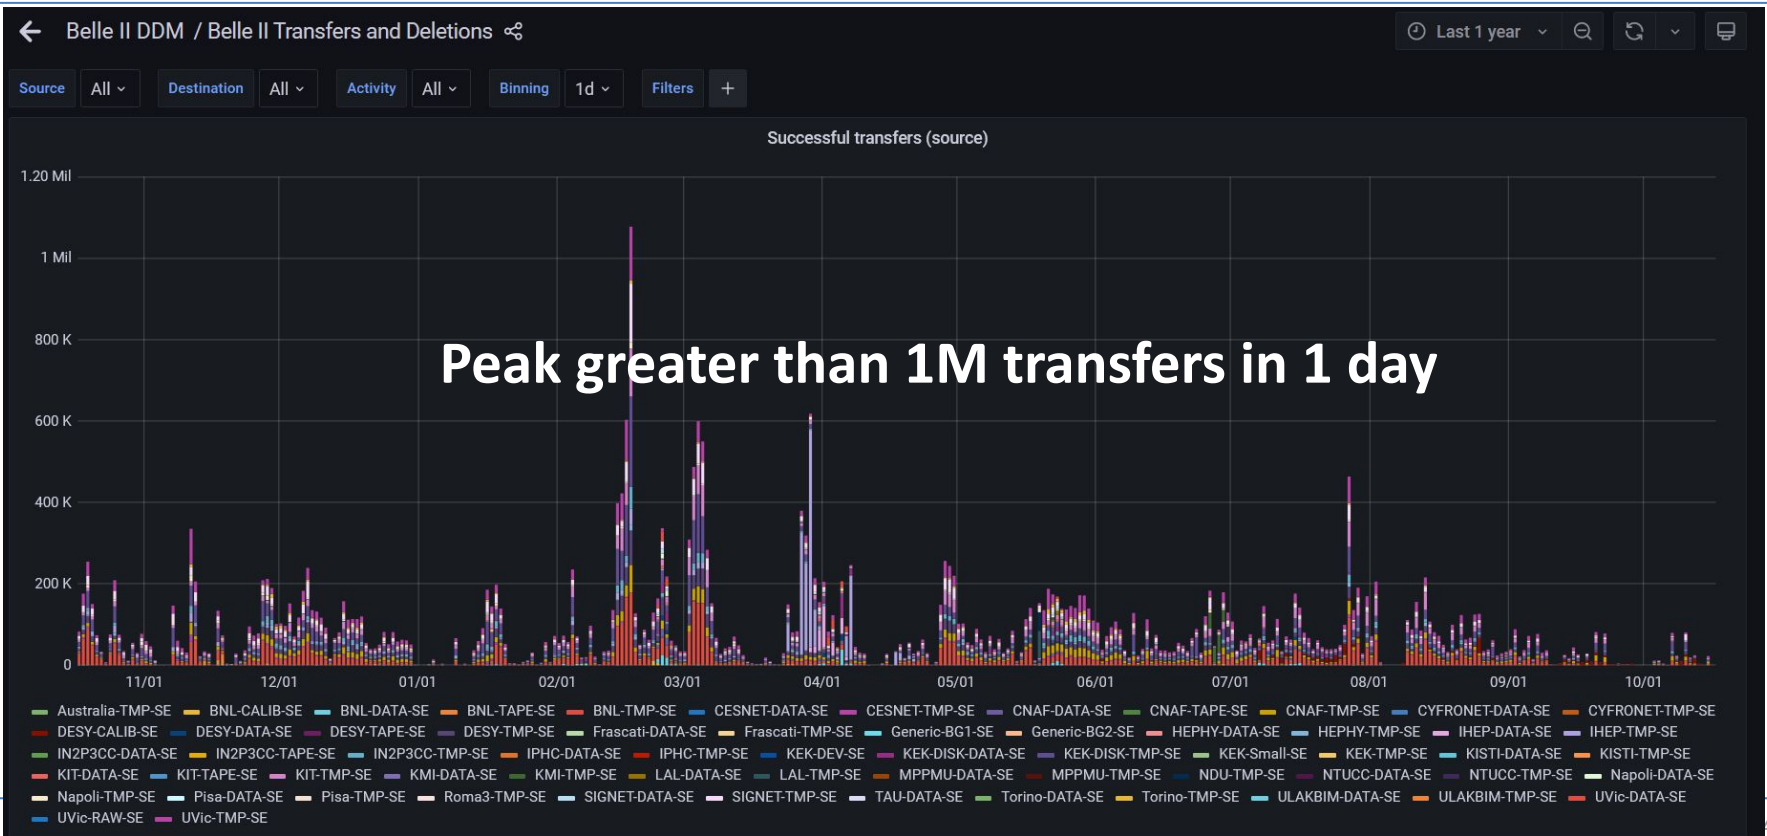 Belle II DDM / Belle II Transfers and Deletions
Last 1 year
Source All Destination All Activity All Binning 1d Filters +
Successful transfers (source)
1.20 Mil
1 Mil
800 K
Peak greater than 1M transfers in 1 day
600 K
400 K
200 K
0
11/01 12/01 01/01 02/01 03/01 04/01 05/01 06/01 07/01 08/01 09/01 10/01
Australia-TMP-SE BNL-CALIB-SE BNL-DATA-SE BNL-TAPE-SE BNL-TMP-SE CESNET-DATA-SE CESNET-TMP-SE CNAF-DATA-SE CNAF-TAPE-SE CNAF-TMP-SE CYFRONET-DATA-SE CYFRONET-TMP-SE
DESY-CALIB-SE DESY-DATA-SE DESY-TAPE-SE DESY-TMP-SE Frascati-DATA-SE Frascati-TMP-SE Generic-BG1-SE Generic-BG2-SE HEPHY-DATA-SE HEPHY-TMP-SE IHEP-DATA-SE IHEP-TMP-SE
IN2P3CC-DATA-SE IN2P3CC-TAPE-SE IN2P3CC-TMP-SE IPHC-DATA-SE IPHC-TMP-SE KEK-DEV-SE KEK-DISK-DATA-SE KEK-DISK-TMP-SE KEK-Small-SE KEK-TMP-SE KISTI-DATA-SE KISTI-TMP-SE
KIT-DATA-SE KIT-TAPE-SE KIT-TMP-SE KMI-DATA-SE KMI-TMP-SE LAL-DATA-SE LAL-TMP-SE MPPMU-DATA-SE MPPMU-TMP-SE NDU-TMP-SE NTUCC-DATA-SE NTUCC-TMP-SE Napoli-DATA-SE
Napoli-TMP-SE Pisa-DATA-SE Pisa-TMP-SE Roma3-TMP-SE SIGNET-DATA-SE SIGNET-TMP-SE TAU-DATA-SE Torino-DATA-SE Torino-TMP-SE ULAKBIM-DATA-SE ULAKBIM-TMP-SE UVic-DATA-SE
UVic-RAW-SE UVic-TMP-SE